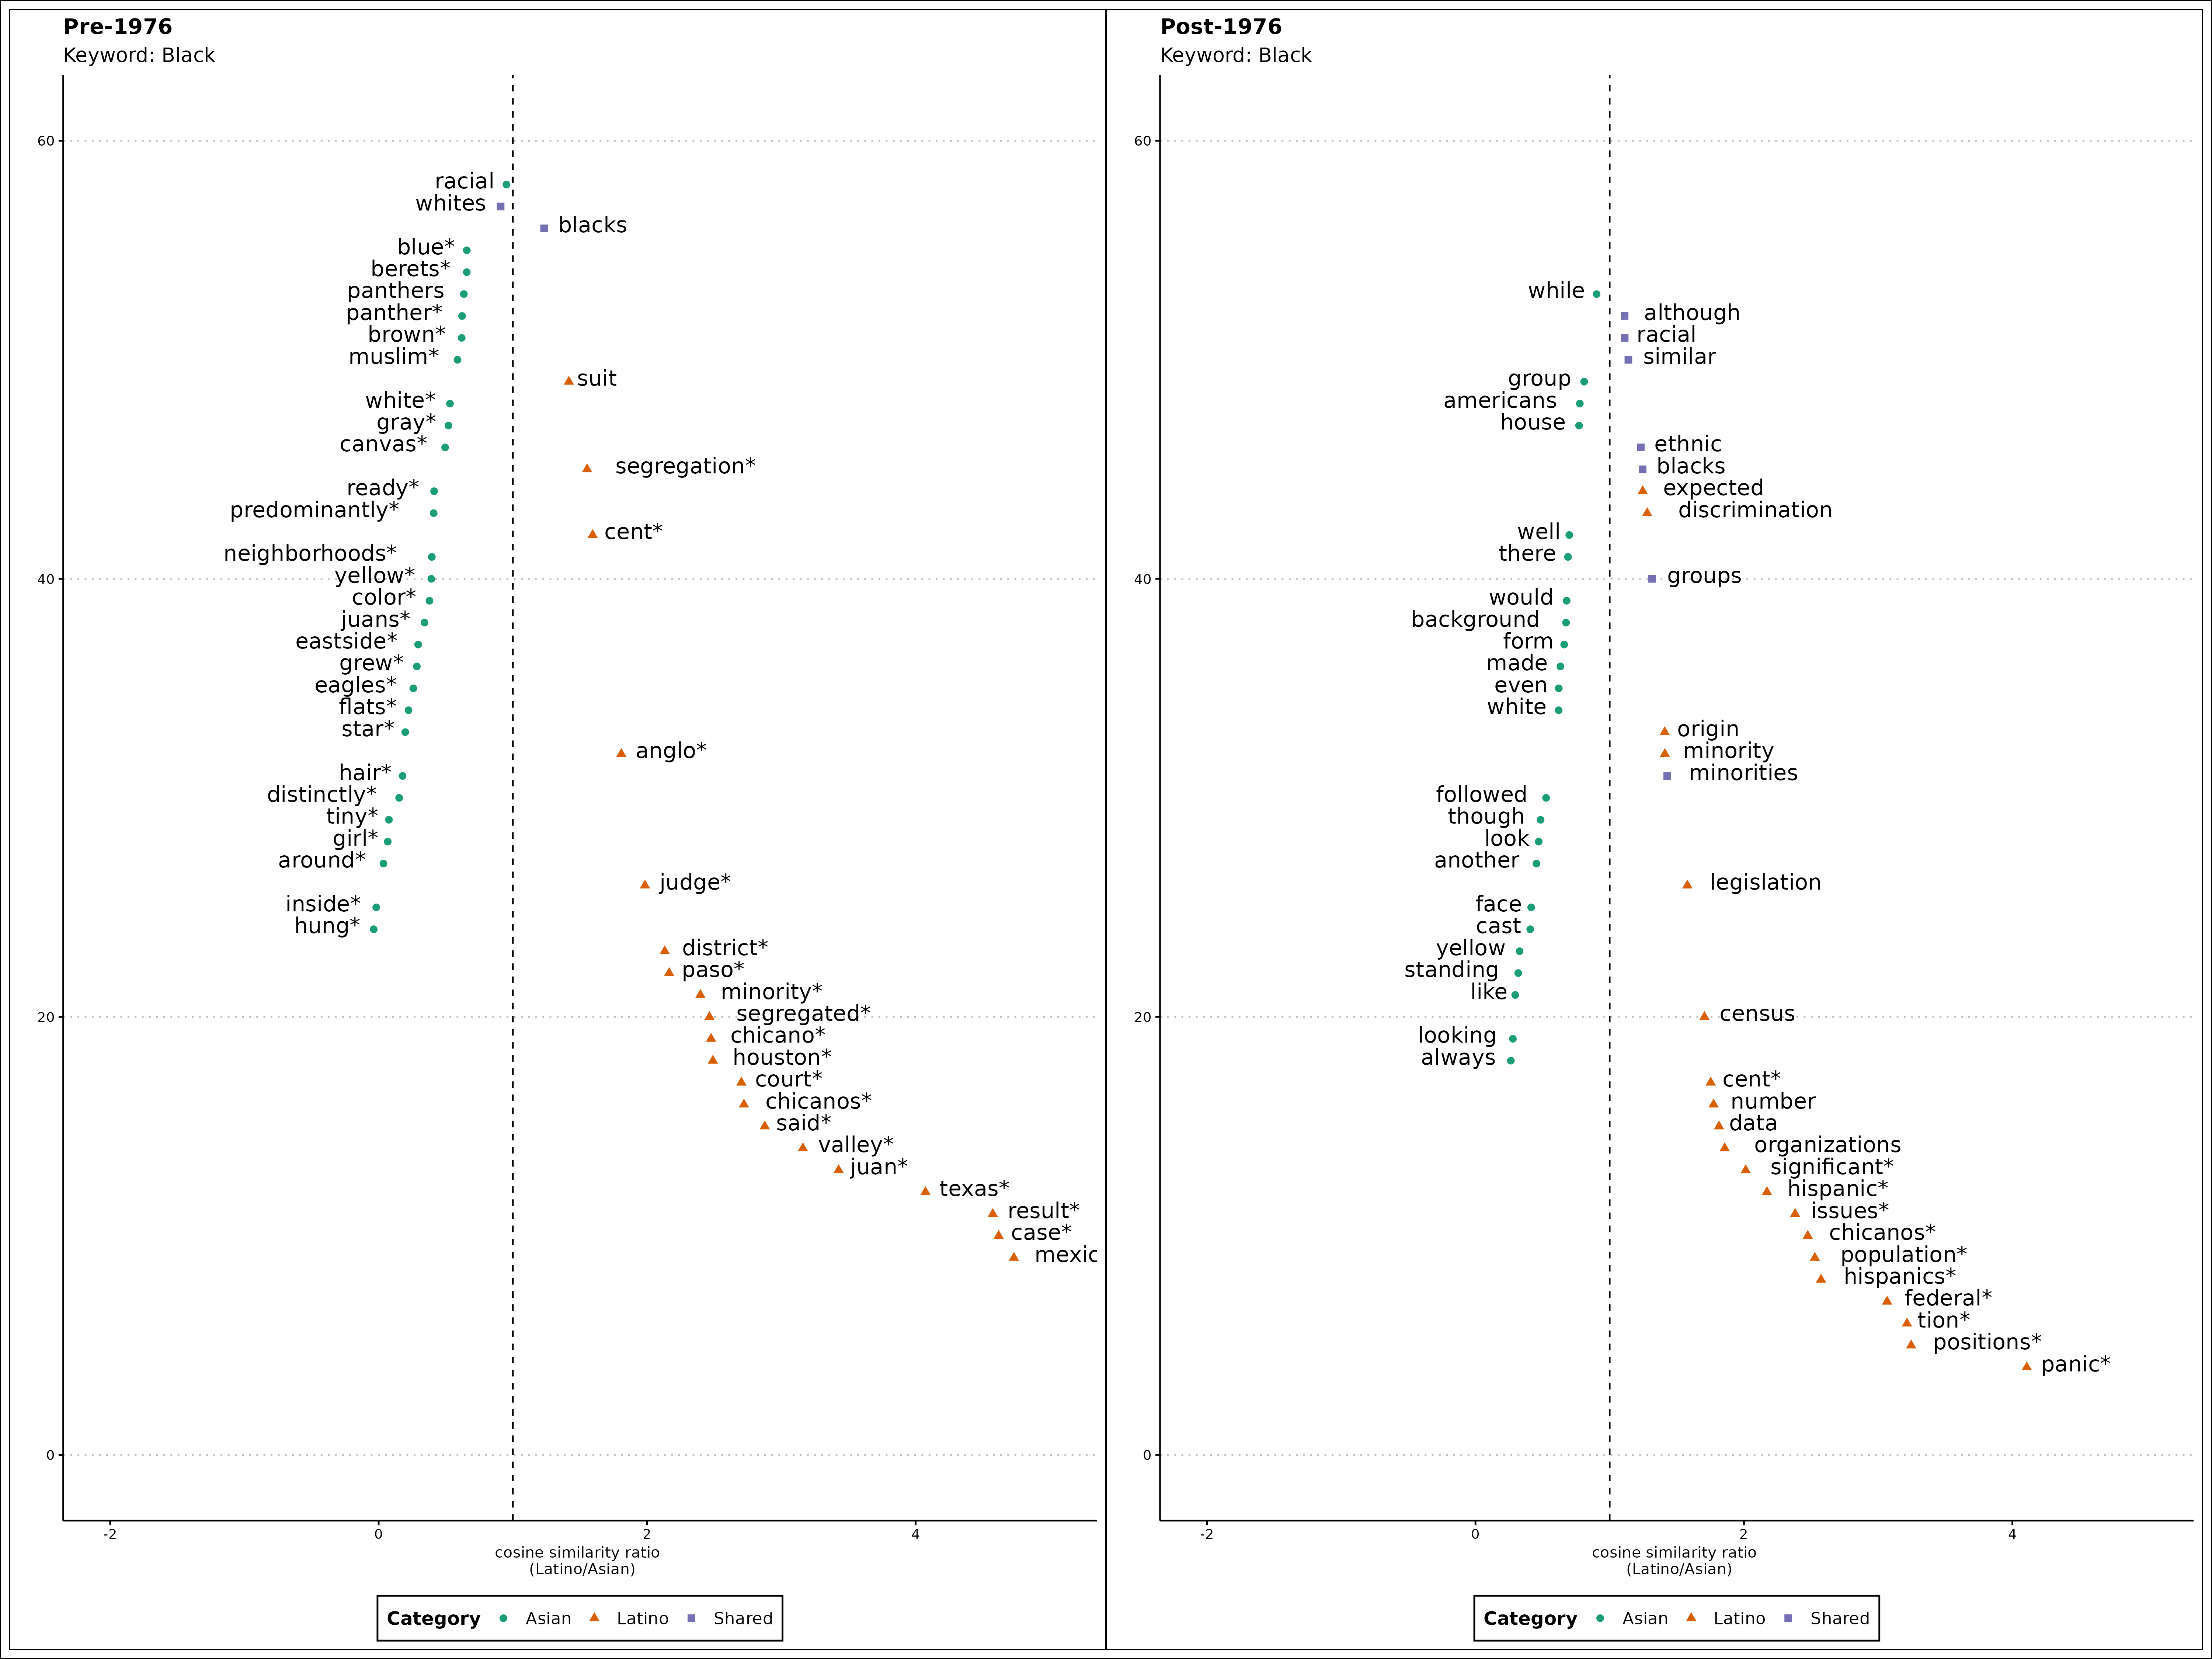 Pre-1976
Keyword: Black
60
40
20
0
racial
whites
blacks
blue*
berets*
panthers
panther*
brown*
muslim*
suit
white*
gray*
canvas*
segregation*
ready*
predominantly*
cent*
neighborhoods*
yellow*
color*
juans*
eastside*
grew*
eagles*
flats*
star*
anglo*
hair*
distinctly*
tiny*
girl*
around*
judge*
inside*
hung*
district*
paso*
minority*
segregated*
chicano*
houston*
court*
chicanos*
said*
valley*
juan*
texas*
result*
case*
mexic
-2 0 2 4
cosine similarity ratio
(Latino/Asian)
Category Asian Latino Shared
Post-1976
Keyword: Black
60
40
20
0
while
although
racial
similar
group
americans
house
ethnic
blacks
expected
discrimination
well
there
groups
would
background
form
made
even
white
origin
minority
minorities
followed
though
look
another
legislation
face
cast
yellow
standing
like
census
looking
always
cent*
number
data
organizations
significant*
hispanic*
issues*
chicanos*
population*
hispanics*
federal*
tion*
positions*
panic*
-2 0 2 4
cosine similarity ratio
(Latino/Asian)
Category Asian Latino Shared